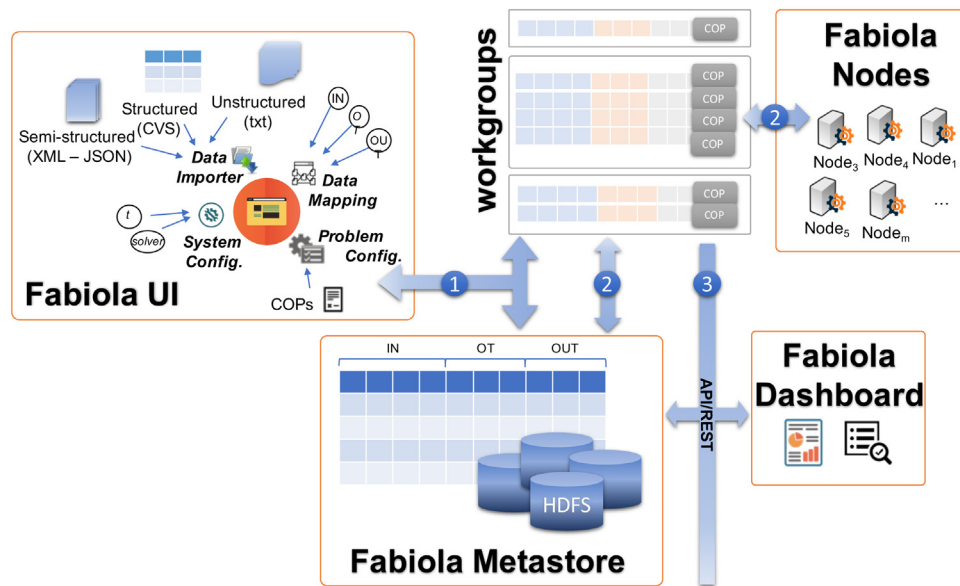 Semi-structured
(XML – JSON)
Structured
(CVS)
Unstructured
(txt)
IN
O
OU
Data
Importer
Data
Mapping
t
solver
System
Config.
Problem
Config.
COPs
Fabiola UI
workgroups
COP
COP
COP
COP
COP
COP
COP
Fabiola
Nodes
Node3
Node4
Node1
Node5
Nodem
...
1
2
2
3
API/REST
IN
OT
OUT
HDFS
Fabiola Metastore
Fabiola
Dashboard